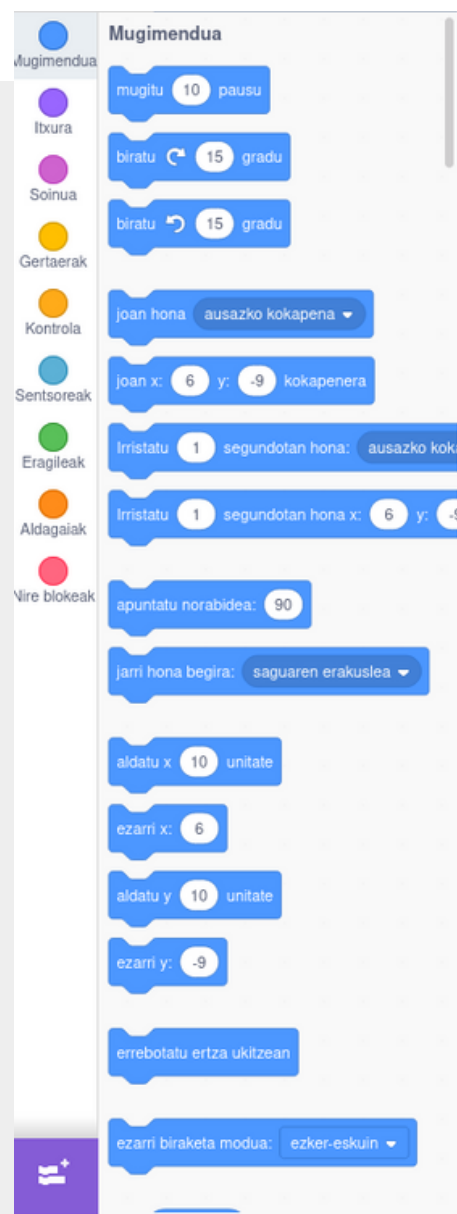 Mugimendua
Itxura
Soinua
Gertaerak
Kontrola
Sentsoreak
Eragileak
Aldagaiak
Nire blokeak
Mugimendua
mugitu 10 pausu
biratu 15 gradu
biratu 15 gradu
joan hona ausazko kokapena
joan x: 6 y: -9 kokapenera
Irristatu 1 segundotan hona: ausazko
Irristatu 1 segundotan hona x: 6 y:
apuntatu norabidea: 90
jarri hona begira: saguaren erakuslea
aldatu x 10 unitate
ezarri x: 6
aldatu y 10 unitate
ezarri y: -9
errebotatu ertza ukitzean
ezarri biraketa modua: ezker-eskuin